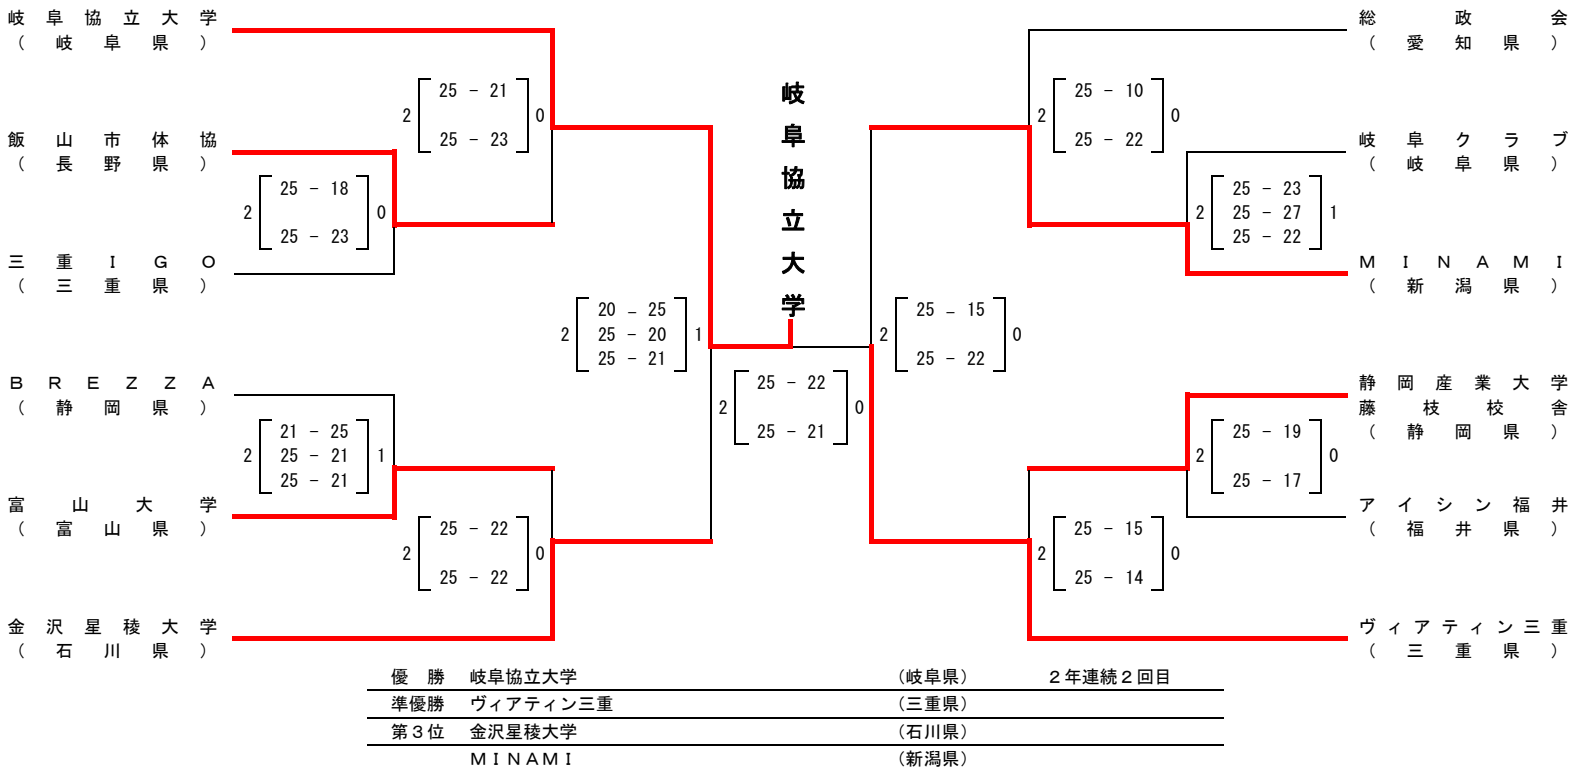 岐阜協立大学
（岐阜県）
飯山市体協
（長野県）
三重ＩＧＯ
（三重県）
ＢＲＥＺＺＡ
（静岡県）
富山大学
（富山県）
金沢星稜大学
（石川県）
2 25 － 21 0
25 － 23
2 25 － 18 0
25 － 23
2 21 － 25 1
25 － 21
25 － 21
2 25 － 22 0
25 － 22
2 20 － 25 1
25 － 20
25 － 21
岐阜協立大学
2 25 － 22 0
25 － 21
2 25 － 15 0
25 － 22
2 25 － 10 0
25 － 22
2 25 － 23 1
25 － 27
25 － 22
2 25 － 19 0
25 － 17
2 25 － 15 0
25 － 14
総政会
（愛知県）
岐阜クラブ
（岐阜県）
ＭＩＮＡＭＩ
（新潟県）
静岡産業大学
藤枝校舎
（静岡県）
アイシン福井
（福井県）
ヴィアティン三重
（三重県）
優　勝 岐阜協立大学 （岐阜県） ２年連続２回目
準優勝 ヴィアティン三重 （三重県）
第３位 金沢星稜大学 （石川県）
ＭＩＮＡＭＩ （新潟県）